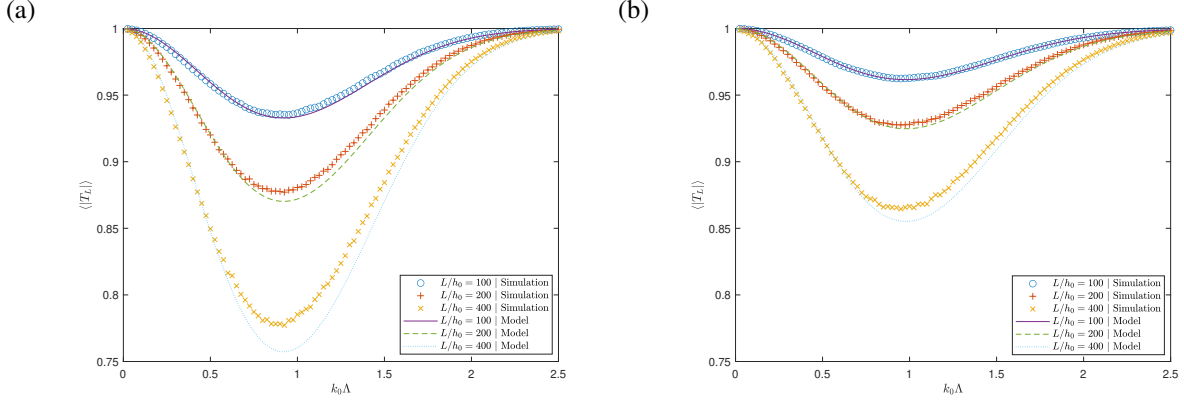 (a)
1
0.95
0.9
0.85
0.8
0.75
0
0.5
1
1.5
2
2.5
⟨|T_L|⟩
k_0Λ
L/h_0 = 100 | Simulation
L/h_0 = 200 | Simulation
L/h_0 = 400 | Simulation
L/h_0 = 100 | Model
L/h_0 = 200 | Model
L/h_0 = 400 | Model
(b)
1
0.95
0.9
0.85
0.8
0.75
0
0.5
1
1.5
2
2.5
⟨|T_L|⟩
k_0Λ
L/h_0 = 100 | Simulation
L/h_0 = 200 | Simulation
L/h_0 = 400 | Simulation
L/h_0 = 100 | Model
L/h_0 = 200 | Model
L/h_0 = 400 | Model